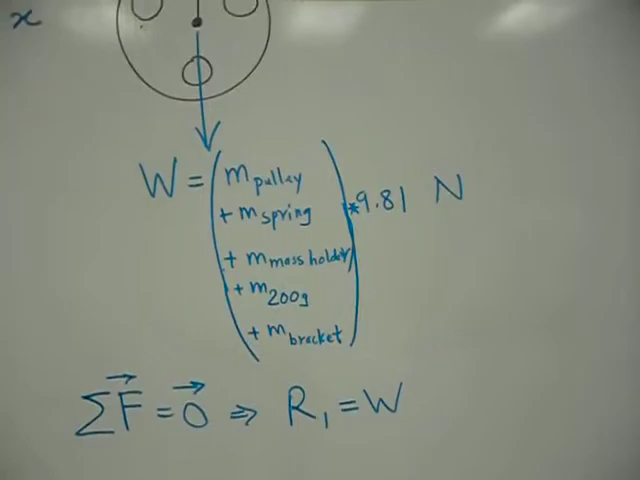 x
W = ( m pulley
+ m spring
+ m mass holder
+ m 200g
+ m bracket ) * 9.81 N
ΣF⃗ = 0⃗ ⇒ R₁ = W